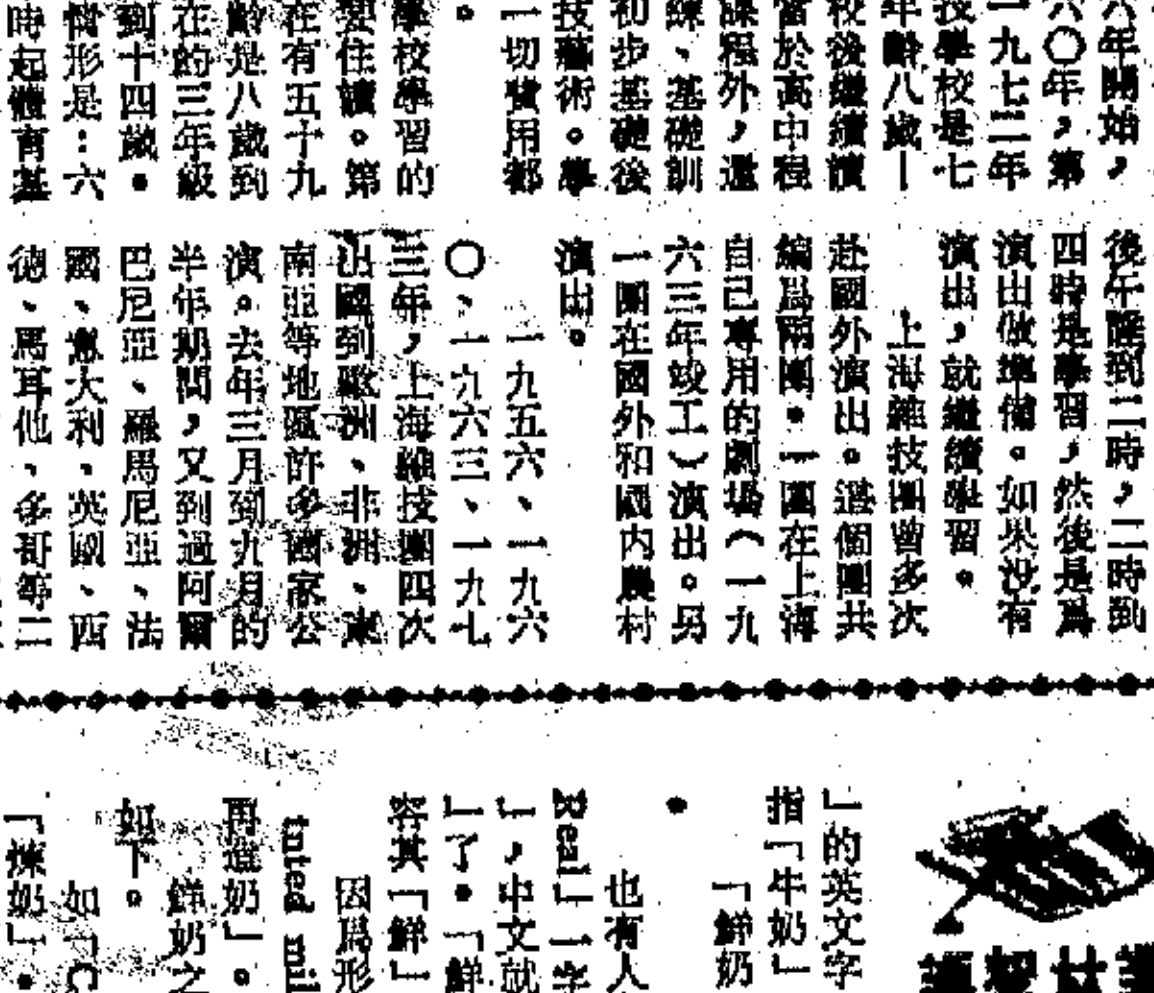 六年開始，
六〇年，第
一九七二年
技學校是七
年齡八歲｜
校後繼續讀
當於高中程
課程外，還
練、基礎訓
初步基礎後
技藝術。學
一切費用都
。
學校學習的
要住讀。第
在有五十九
齡是八歲到
在的三年級
到十四歲。
情形是：六
時起體育基
後午睡到二時，二時到
四時是學習，然後是爲
演出做準備。如果没有
演出，就繼續學習。
上海雜技團曾多次
赴國外演出。這個團共
編爲兩團。一團在上海
自己專用的劇場（一九
六三年竣工）演出。另
一團在國外和國内農村
演出。
一九五六、一九六
〇、一九六三、一九七
三年，上海雜技團四次
出國到歐洲、非洲、東
南亞等地區許多國家公
演。去年三月到九月的
半年期間，又到過阿爾
巴尼亞、羅馬尼亞、法
國、意大利、英國、西
德、馬耳他、多哥等二
」的英文字
指「牛奶」
「鮮奶
。
也有人
Real」一字
」，中文就
」了。「鮮
容其「鮮」
因爲形
tuted mil
再造奶」。
鮮奶之
如下。
如「C
「煉奶」。